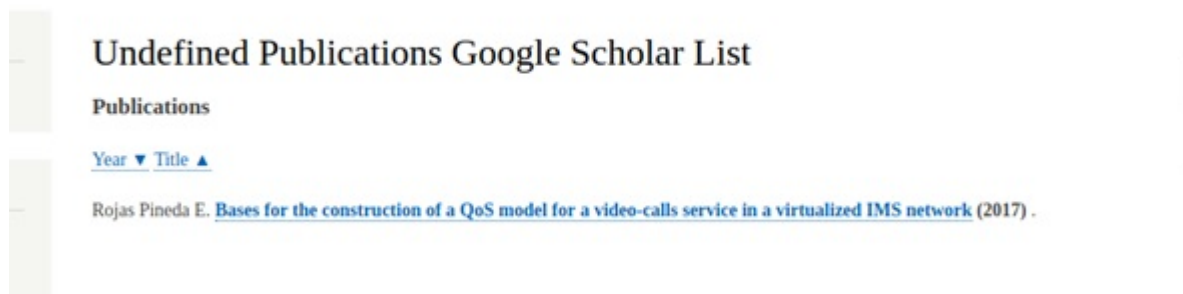 Undefined Publications Google Scholar List
Publications
Year ▼ Title ▲
Rojas Pineda E. Bases for the construction of a QoS model for a video-calls service in a virtualized IMS network (2017) .